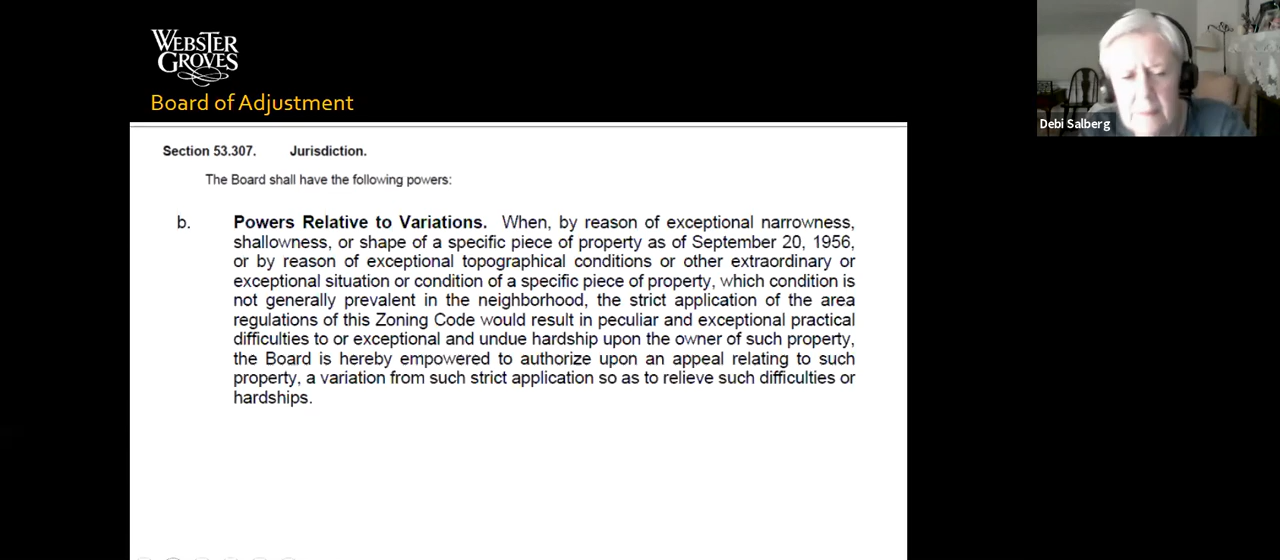 WEBSTER
GROVES
Board of Adjustment
Debi Salberg
Section 53.307. Jurisdiction.
The Board shall have the following powers:
b. Powers Relative to Variations. When, by reason of exceptional narrowness,
shallowness, or shape of a specific piece of property as of September 20, 1956,
or by reason of exceptional topographical conditions or other extraordinary or
exceptional situation or condition of a specific piece of property, which condition is
not generally prevalent in the neighborhood, the strict application of the area
regulations of this Zoning Code would result in peculiar and exceptional practical
difficulties to or exceptional and undue hardship upon the owner of such property,
the Board is hereby empowered to authorize upon an appeal relating to such
property, a variation from such strict application so as to relieve such difficulties or
hardships.